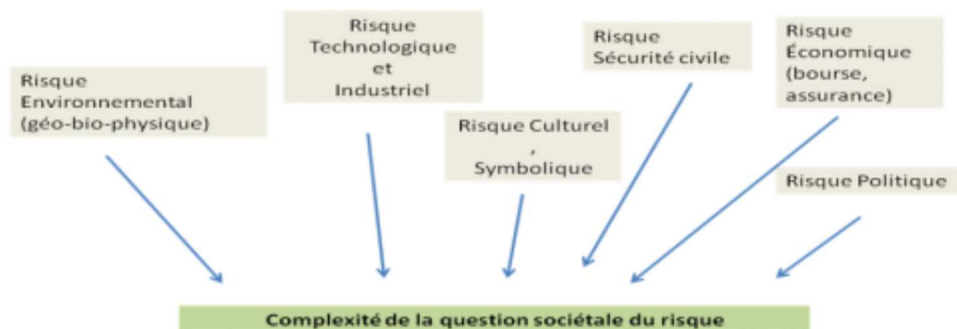 Risque
Environnemental
(géo-bio-physique)
Risque
Technologique
et
Industriel
Risque Culturel
,
Symbolique
Risque
Sécurité civile
Risque
Économique
(bourse,
assurance)
Risque Politique
Complexité de la question sociétale du risque